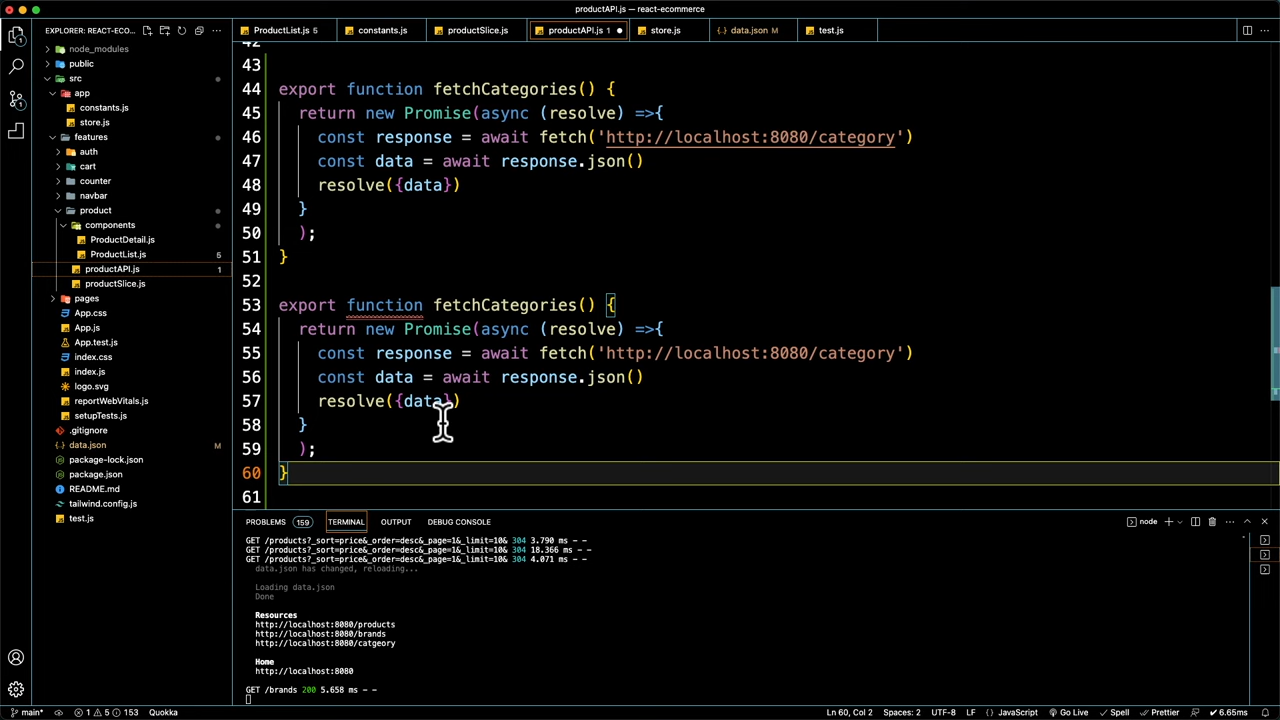 productAPI.js — react-ecommerce
EXPLORER: REACT-ECO...
node_modules
public
src
app
constants.js
store.js
features
auth
cart
counter
navbar
product
components
ProductDetail.js
ProductList.js 5
productAPI.js 1
productSlice.js
pages
App.css
App.js
App.test.js
index.css
index.js
logo.svg
reportWebVitals.js
setupTests.js
.gitignore
data.json M
package-lock.json
package.json
README.md
tailwind.config.js
test.js
ProductList.js 5 constants.js productSlice.js productAPI.js 1 store.js data.json M test.js
42
43
44 export function fetchCategories() {
45 return new Promise(async (resolve) =>{
46 const response = await fetch('http://localhost:8080/category')
47 const data = await response.json()
48 resolve({data})
49 }
50 );
51 }
52
53 export function fetchCategories() {
54 return new Promise(async (resolve) =>{
55 const response = await fetch('http://localhost:8080/category')
56 const data = await response.json()
57 resolve({data})
58 }
59 );
60 }
61
PROBLEMS 159 TERMINAL OUTPUT DEBUG CONSOLE node
GET /products?_sort=price&_order=desc&_page=1&_limit=10& 304 3.790 ms - -
GET /products?_sort=price&_order=desc&_page=1&_limit=10& 304 18.366 ms - -
GET /products?_sort=price&_order=desc&_page=1&_limit=10& 304 4.071 ms - -
data.json has changed, reloading...
Loading data.json
Done
Resources
http://localhost:8080/products
http://localhost:8080/brands
http://localhost:8080/catgeory
Home
http://localhost:8080
GET /brands 200 5.658 ms - -
main* 1 5 153 Quokka Ln 60, Col 2 Spaces: 2 UTF-8 LF JavaScript Go Live Spell Prettier 6.65ms